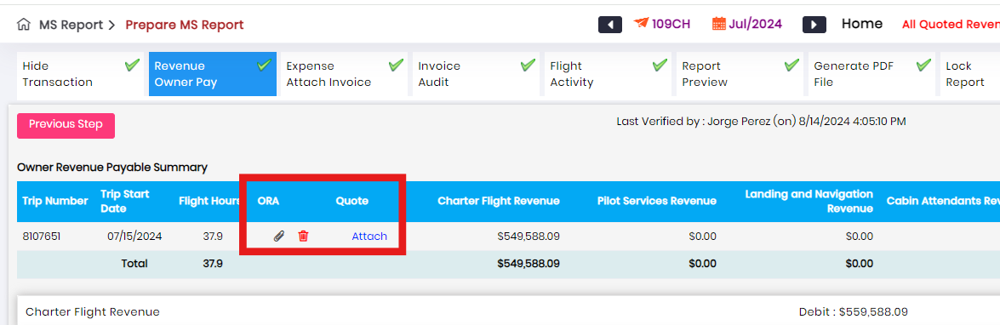 MS Report > Prepare MS Report
109CH
Jul/2024
Home
All Quoted Reven
Hide
Transaction
Revenue
Owner Pay
Expense
Attach Invoice
Invoice
Audit
Flight
Activity
Report
Preview
Generate PDF
File
Lock
Report
Previous Step
Last Verified by : Jorge Perez (on) 8/14/2024 4:05:10 PM
Owner Revenue Payable Summary
Trip Number
Trip Start
Date
Flight Hours
ORA
Quote
Charter Flight Revenue
Pilot Services Revenue
Landing and Navigation
Revenue
Cabin Attendants Rev
8107651 07/15/2024 37.9 Attach $549,588.09 $0.00 $0.00
Total 37.9 $549,588.09 $0.00 $0.00
Charter Flight Revenue Debit : $559,588.09